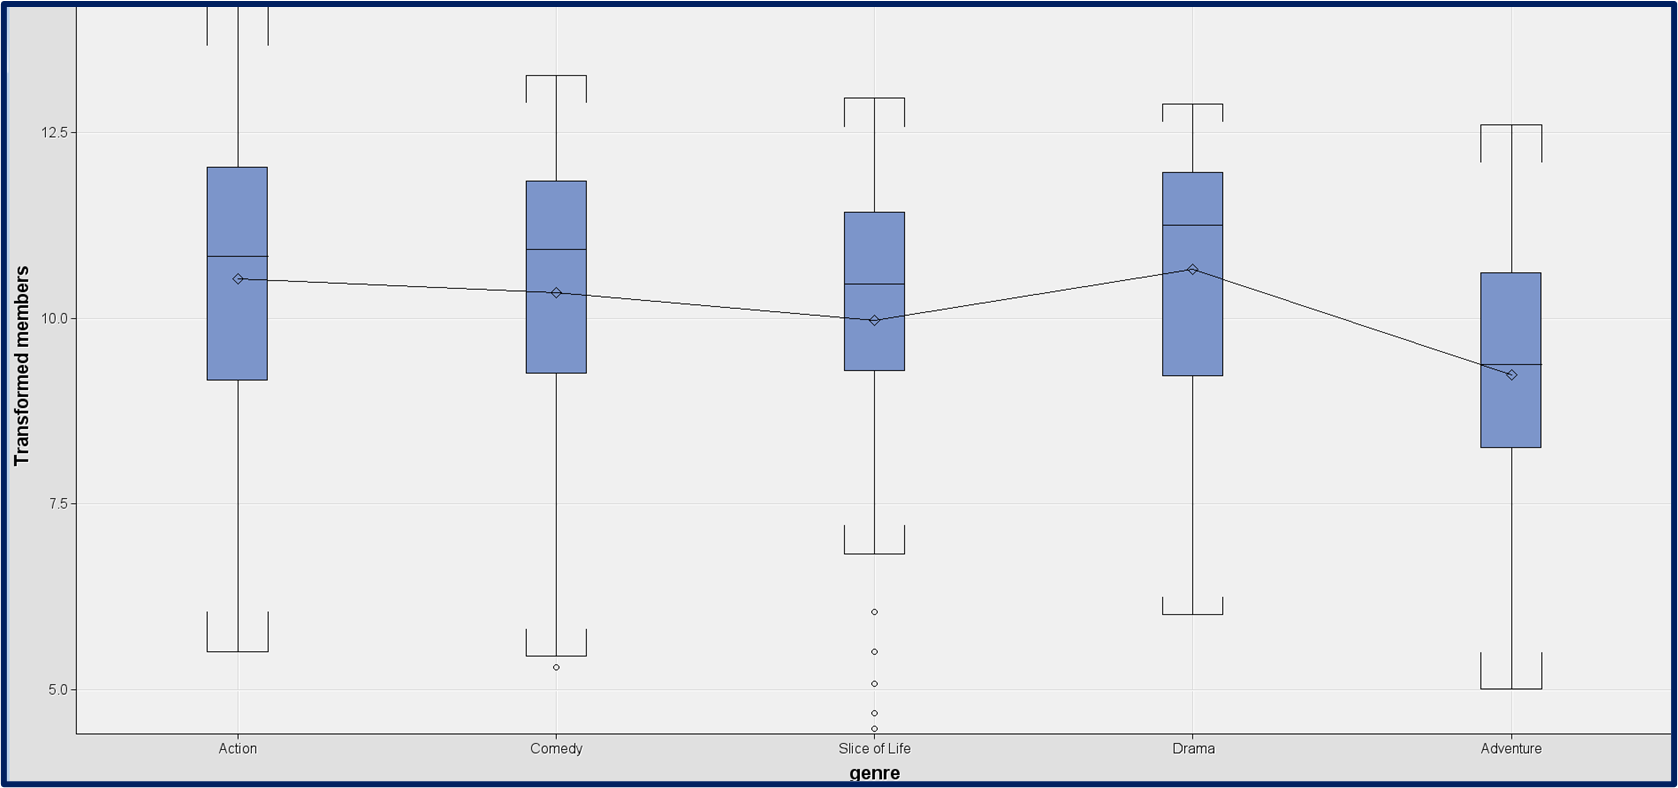 Transformed members
12.5
10.0
7.5
5.0
Action Comedy Slice of Life Drama Adventure
genre